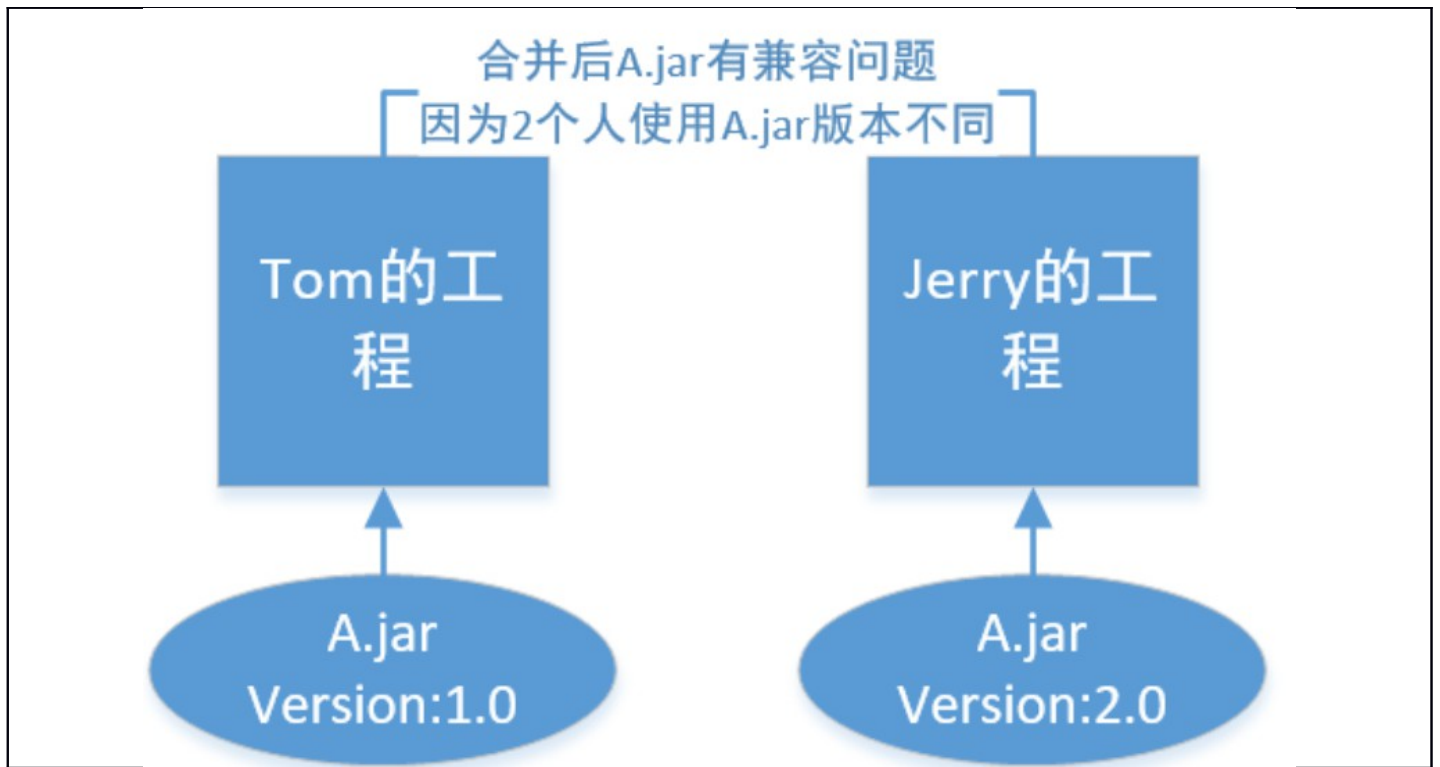 合并后A.jar有兼容问题
因为2个人使用A.jar版本不同
Tom的工
程
Jerry的工
程
A.jar
Version:1.0
A.jar
Version:2.0